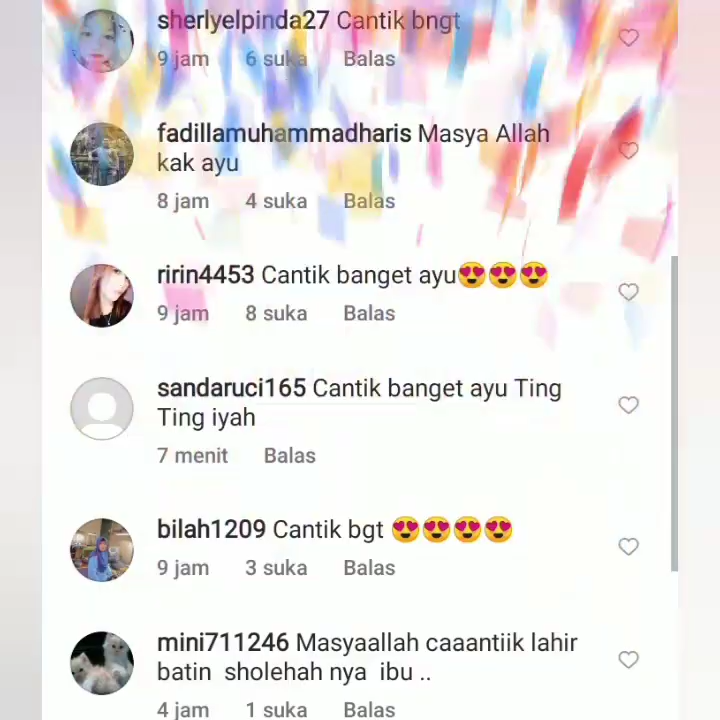 sherlyelpinda27 Cantik bngt
9 jam 6 suka Balas
fadillamuhammadharis Masya Allah
kak ayu
8 jam 4 suka Balas
ririn4453 Cantik banget ayu😍😍😍
9 jam 8 suka Balas
sandaruci165 Cantik banget ayu Ting
Ting iyah
7 menit Balas
bilah1209 Cantik bgt 😍😍😍😍
9 jam 3 suka Balas
mini711246 Masyaallah caaantiik lahir
batin sholehah nya ibu ..
4 jam 1 suka Balas